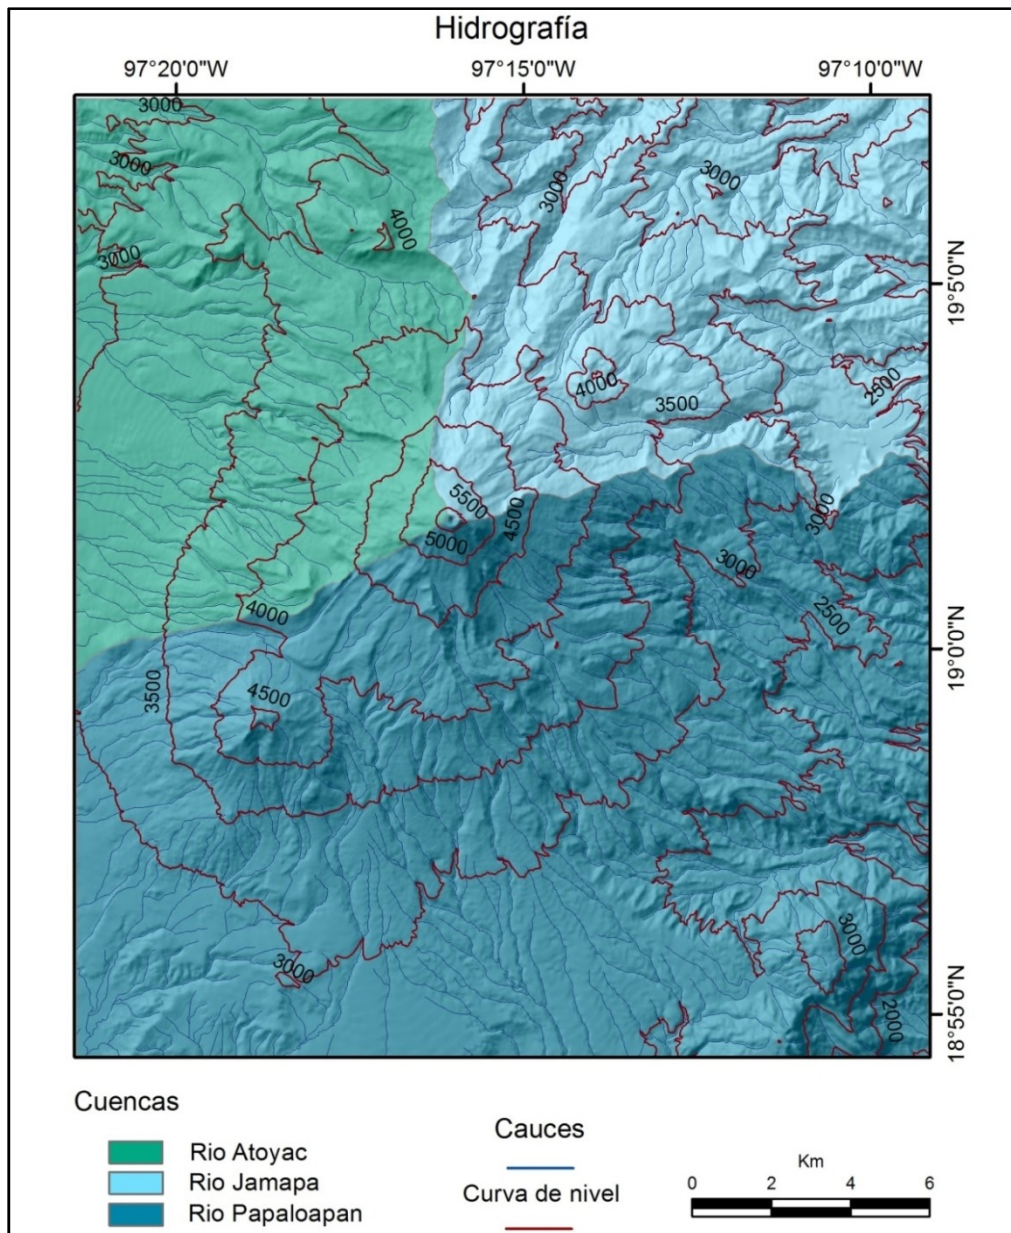 Hidrografía
97°20'0"W 97°15'0"W 97°10'0"W
3000
3000
3000
3000
4000
3000
19°5'0"N
4000
3500
2500
5500
4500
5000
3000
3000
2500
4000
19°0'0"N
3500
4500
3000
3000
2000
18°55'0"N
Cuencas
Rio Atoyac
Rio Jamapa
Rio Papaloapan
Cauces
Curva de nivel
Km
0 2 4 6